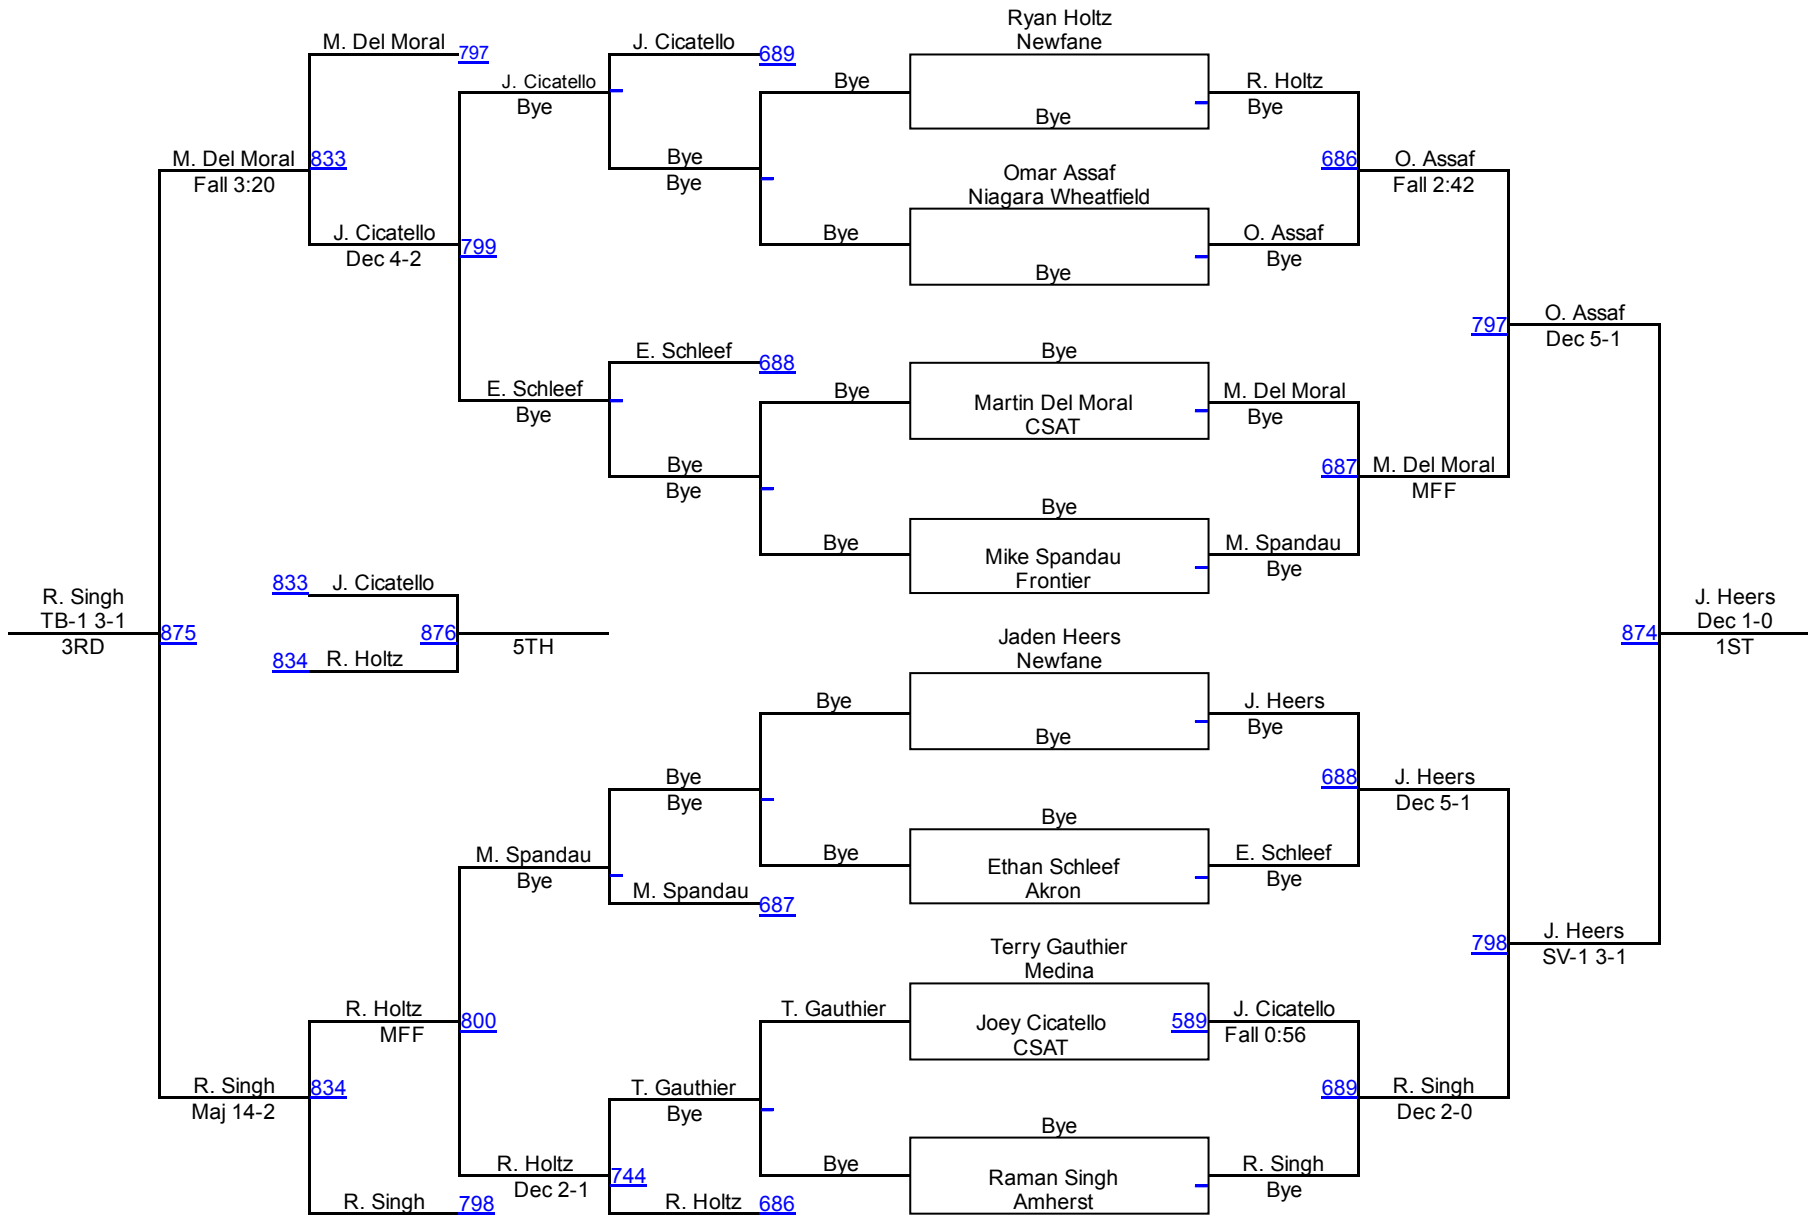 Ryan Holtz
Newfane
M. Del Moral 797
J. Cicatello 689
J. Cicatello
Bye
Bye
R. Holtz
Bye
Bye
M. Del Moral 833
Fall 3:20
Bye
Bye
686 O. Assaf
Fall 2:42
Omar Assaf
Niagara Wheatfield
J. Cicatello
Dec 4-2
799
Bye
O. Assaf
Bye
Bye
797 O. Assaf
Dec 5-1
E. Schleef 688
Bye
E. Schleef
Bye
Bye
Martin Del Moral
CSAT
M. Del Moral
Bye
Bye
Bye
687 M. Del Moral
MFF
Bye
Bye
Mike Spandau
Frontier
M. Spandau
Bye
833 J. Cicatello
R. Singh
TB-1 3-1
3RD
875
876
5TH
834 R. Holtz
Jaden Heers
Newfane
874
J. Heers
Dec 1-0
1ST
Bye
Bye
J. Heers
Bye
Bye
Bye
688 J. Heers
Dec 5-1
Bye
M. Spandau
Bye
Bye
Ethan Schleef
Akron
E. Schleef
Bye
M. Spandau 687
Terry Gauthier
Medina
798 J. Heers
SV-1 3-1
R. Holtz
MFF
800
T. Gauthier
Joey Cicatello
CSAT
589 J. Cicatello
Fall 0:56
R. Singh 834
Maj 14-2
T. Gauthier
Bye
689 R. Singh
Dec 2-0
Bye
R. Holtz
Dec 2-1
744
Bye
Raman Singh
Amherst
R. Singh
Bye
R. Singh 798
R. Holtz 686